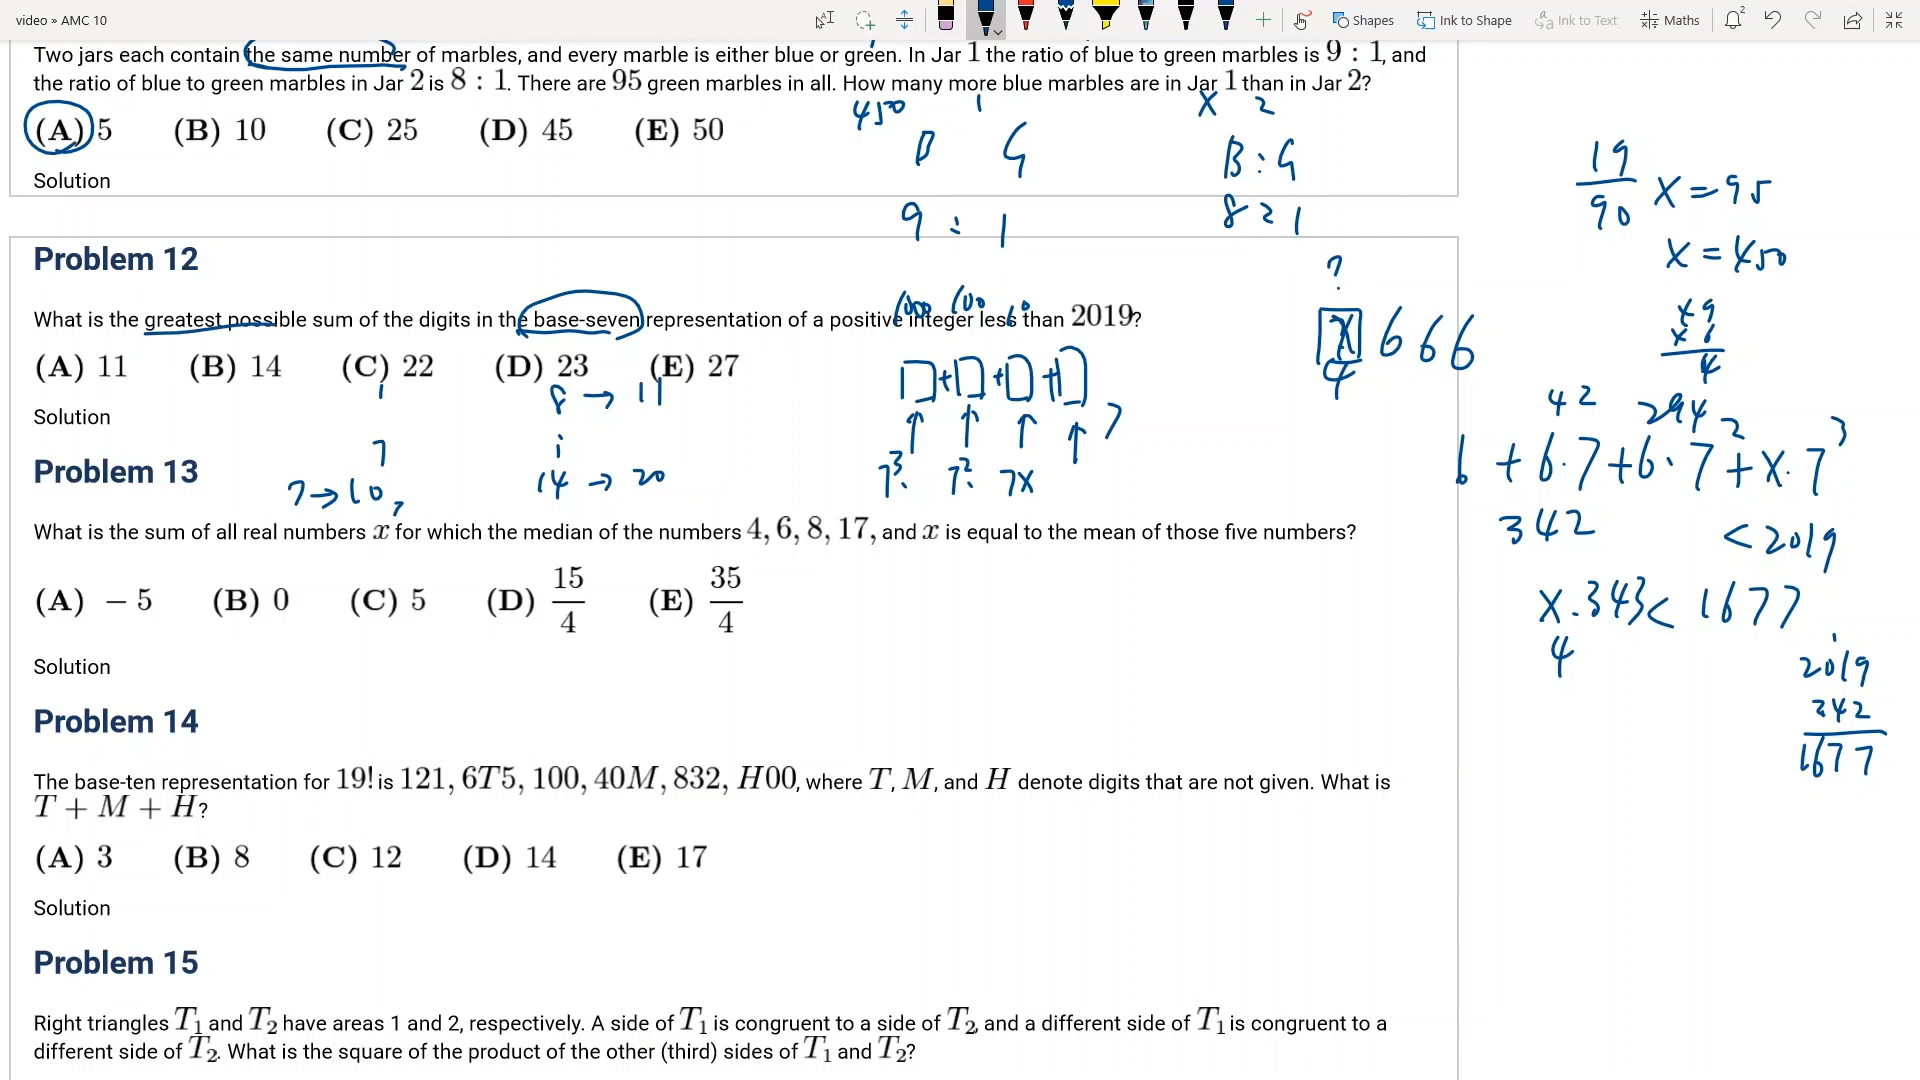 video » AMC 10
Shapes Ink to Shape Ink to Text Maths 2
Two jars each contain the same number of marbles, and every marble is either blue or green. In Jar 1 the ratio of blue to green marbles is 9 : 1, and
the ratio of blue to green marbles in Jar 2 is 8 : 1. There are 95 green marbles in all. How many more blue marbles are in Jar 1 than in Jar 2?
(A) 5 (B) 10 (C) 25 (D) 45 (E) 50
450 1 X 2
B G B : G
9 : 1 8 : 1
19/90 x = 95
x = 450
Solution
Problem 12
What is the greatest possible sum of the digits in the base-seven representation of a positive integer less than 2019?
(A) 11 (B) 14 (C) 22 (D) 23 (E) 27
8 → 11
14 → 20
7 → 10
7
7³ 7² 7x
? X 666
4
42 294
6 + 6·7 + 6·7² + x·7³
342 < 2019
x·343 < 1677
4
2019
342
1677
Solution
Problem 13
What is the sum of all real numbers x for which the median of the numbers 4, 6, 8, 17, and x is equal to the mean of those five numbers?
(A) − 5 (B) 0 (C) 5 (D) 15/4 (E) 35/4
Solution
Problem 14
The base-ten representation for 19! is 121, 6T5, 100, 40M, 832, H00, where T, M, and H denote digits that are not given. What is
T + M + H?
(A) 3 (B) 8 (C) 12 (D) 14 (E) 17
Solution
Problem 15
Right triangles T₁ and T₂ have areas 1 and 2, respectively. A side of T₁ is congruent to a side of T₂, and a different side of T₁ is congruent to a
different side of T₂. What is the square of the product of the other (third) sides of T₁ and T₂?